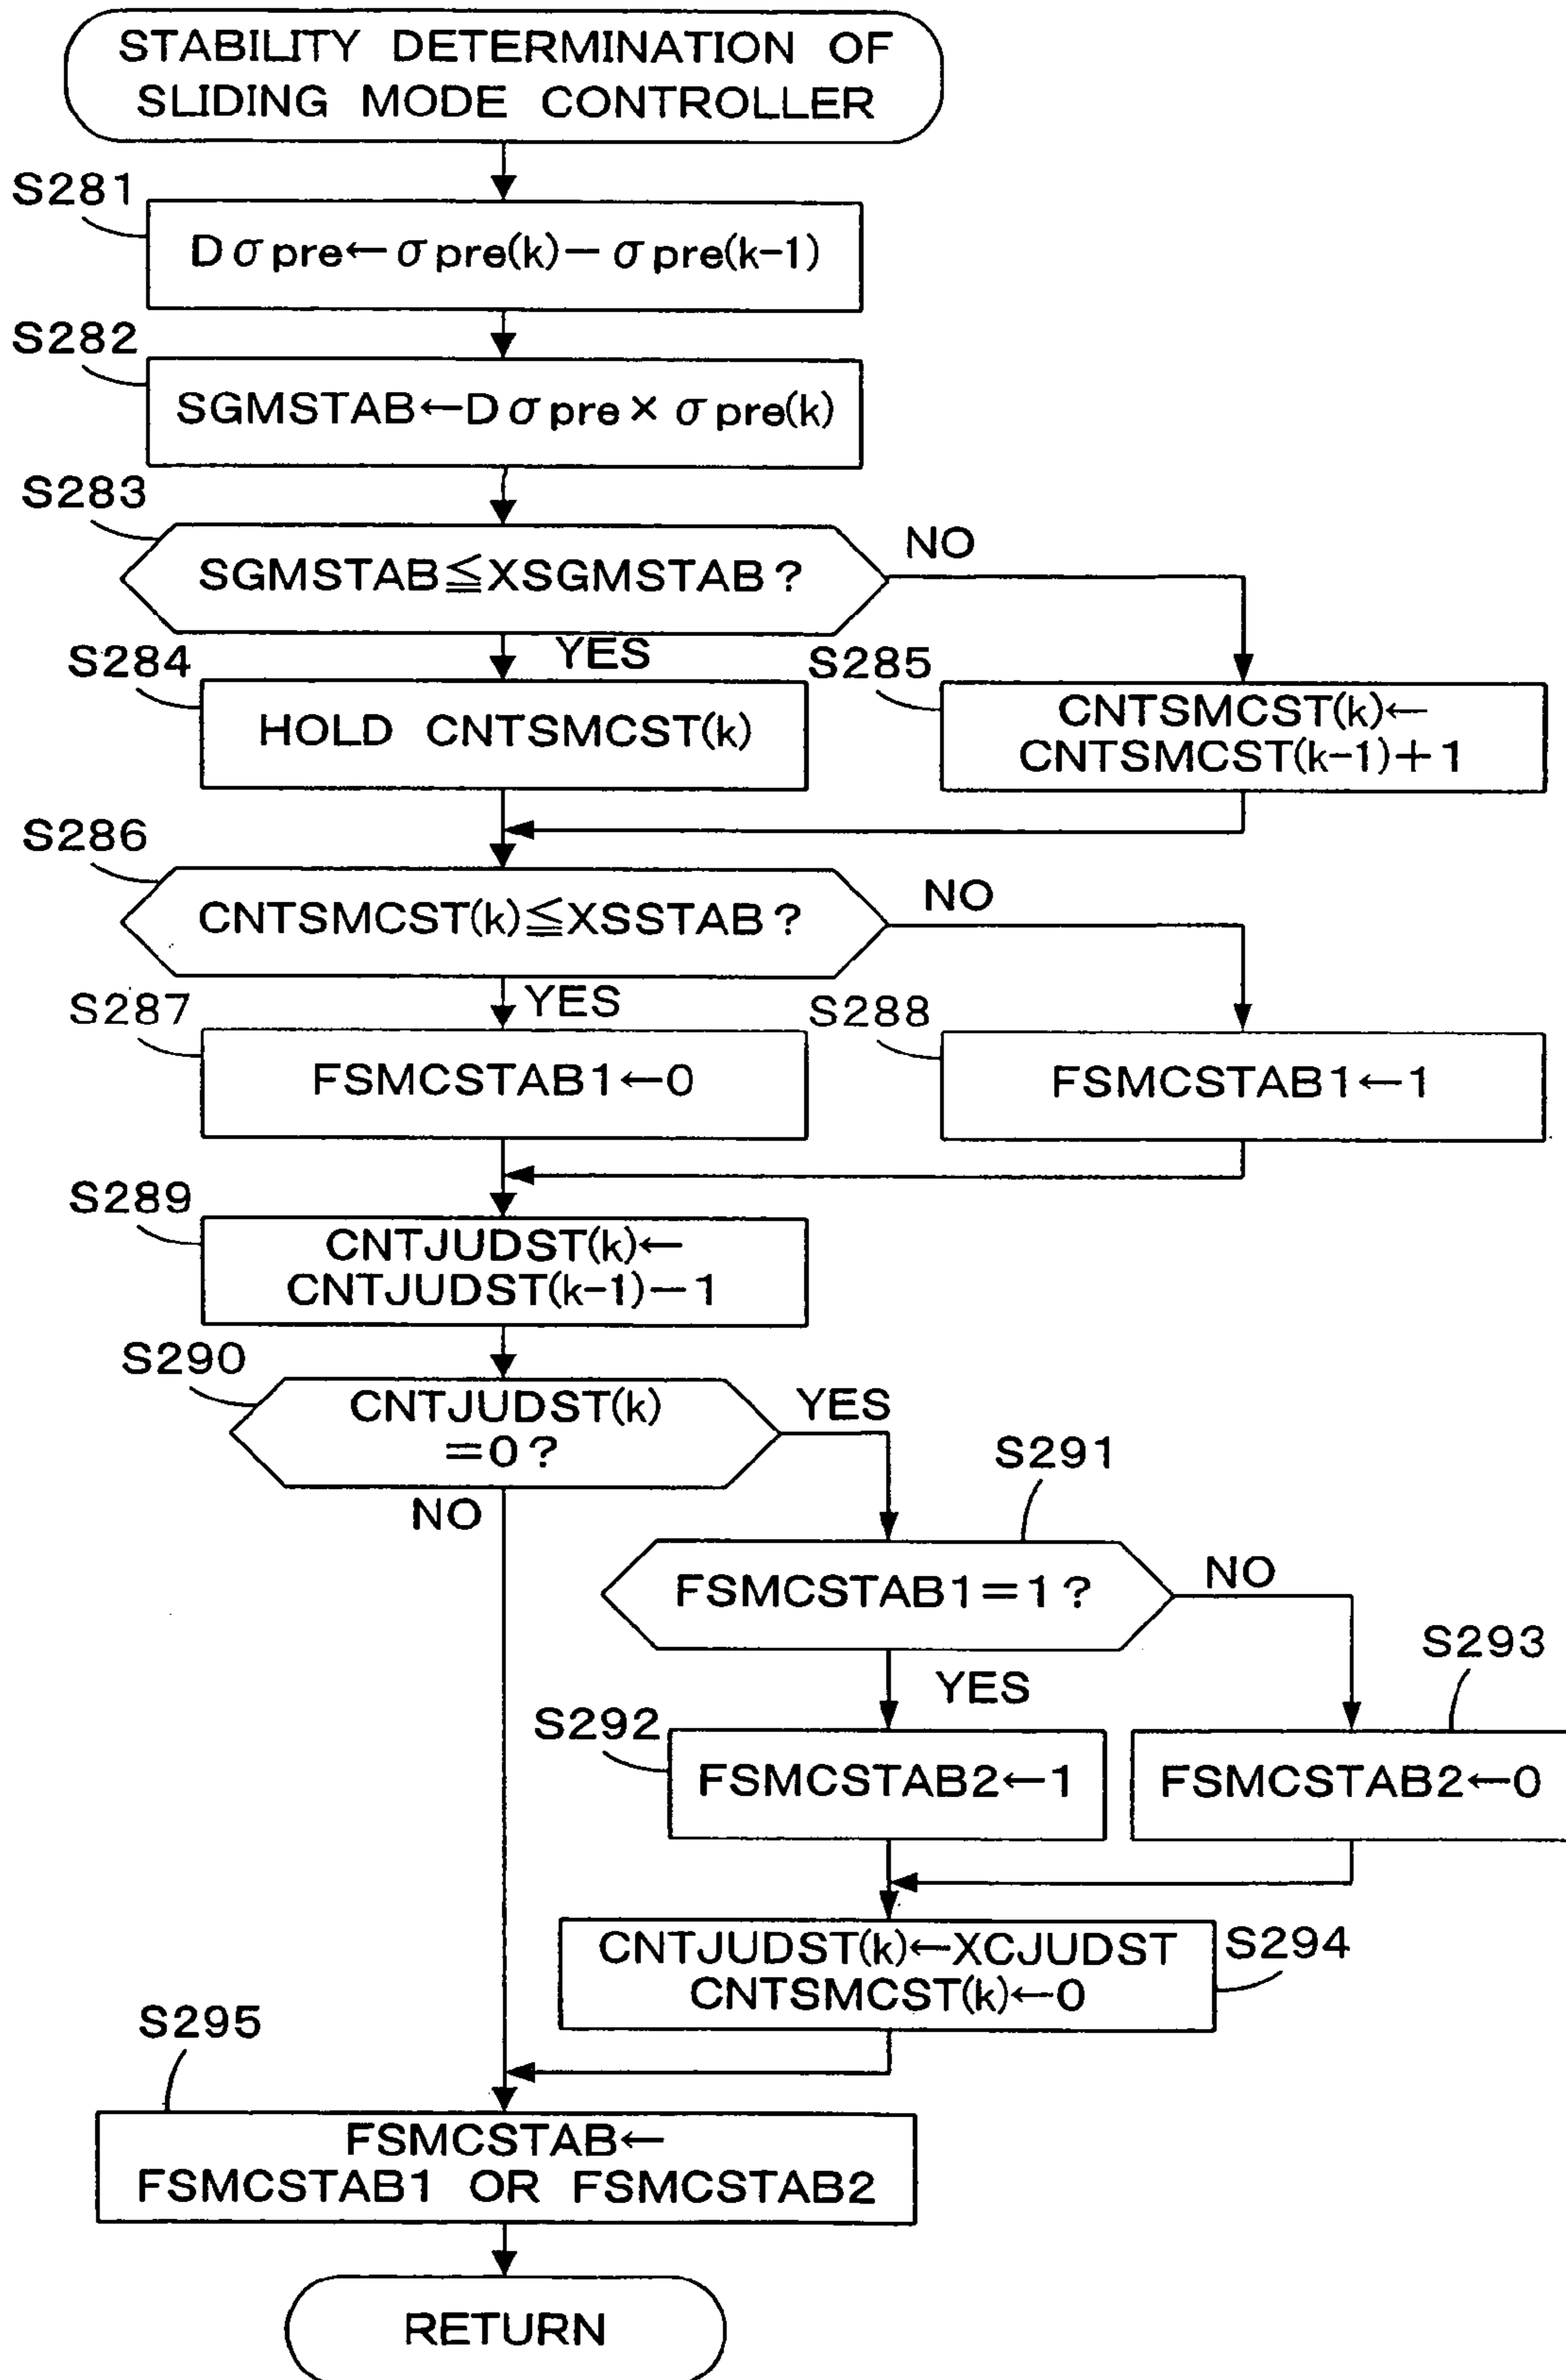 STABILITY DETERMINATION OF
SLIDING MODE CONTROLLER
S281
Dσpre←σpre(k)−σpre(k-1)
S282
SGMSTAB←Dσpre×σpre(k)
S283
SGMSTAB≦XSGMSTAB?
NO
YES
S284
HOLD CNTSMCST(k)
S285
CNTSMCST(k)←
CNTSMCST(k-1)+1
S286
CNTSMCST(k)≦XSSTAB?
NO
YES
S287
FSMCSTAB1←0
S288
FSMCSTAB1←1
S289
CNTJUDST(k)←
CNTJUDST(k-1)−1
S290
CNTJUDST(k)
=0?
YES
NO
S291
FSMCSTAB1=1?
NO
YES
S292
FSMCSTAB2←1
S293
FSMCSTAB2←0
S294
CNTJUDST(k)←XCJUDST
CNTSMCST(k)←0
S295
FSMCSTAB←
FSMCSTAB1 OR FSMCSTAB2
RETURN